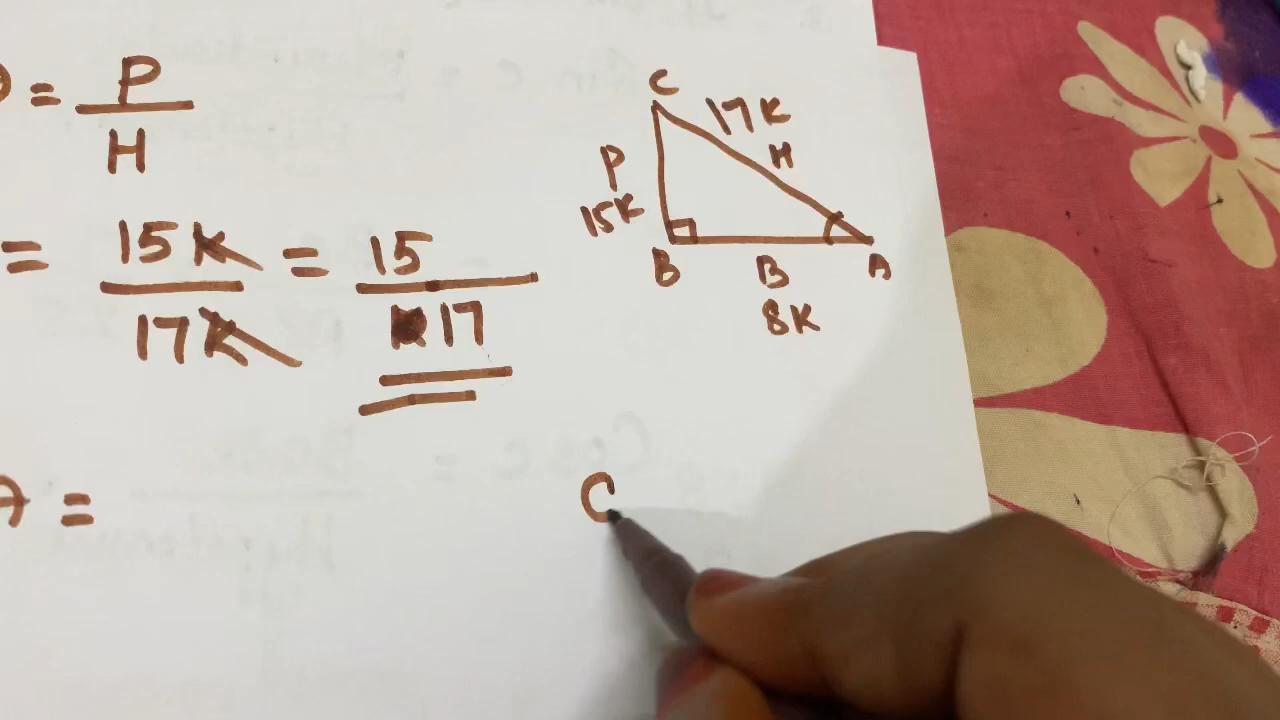 = P
H
C
17K
H
P
15K
B B A
8K
= 15K = 15
17K 17
A = C